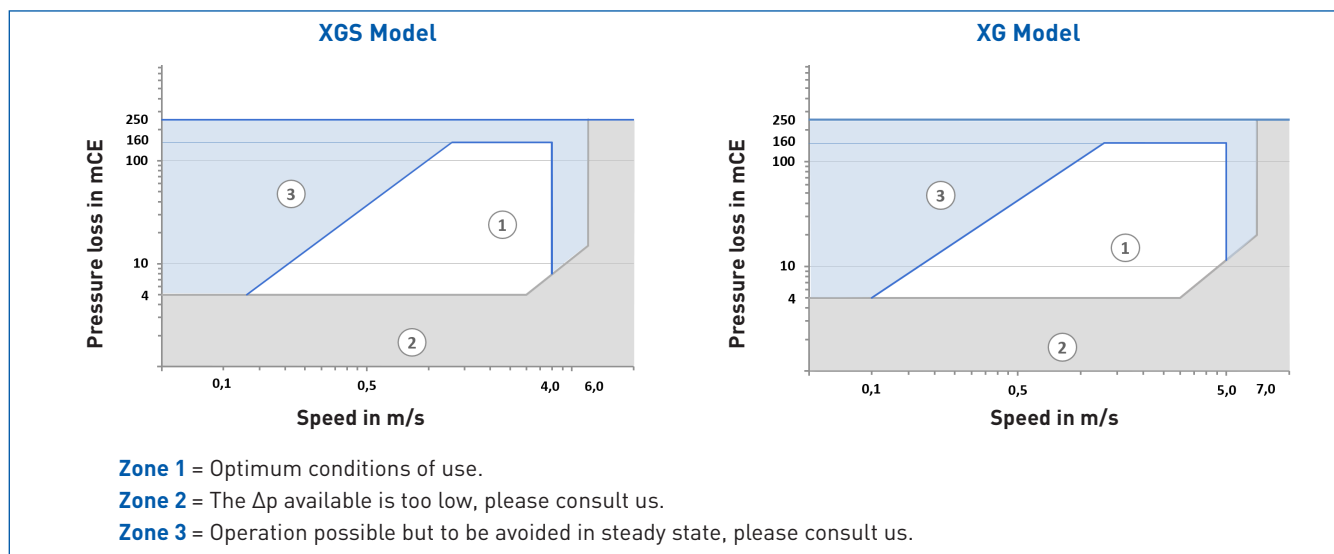 XGS Model
Pressure loss in mCE
250
160
100
10
4
3
1
2
0,1
0,5
4,0
6,0
Speed in m/s
XG Model
Pressure loss in mCE
250
160
100
10
4
3
1
2
0,1
0,5
5,0
7,0
Speed in m/s
Zone 1 = Optimum conditions of use.
Zone 2 = The Δp available is too low, please consult us.
Zone 3 = Operation possible but to be avoided in steady state, please consult us.